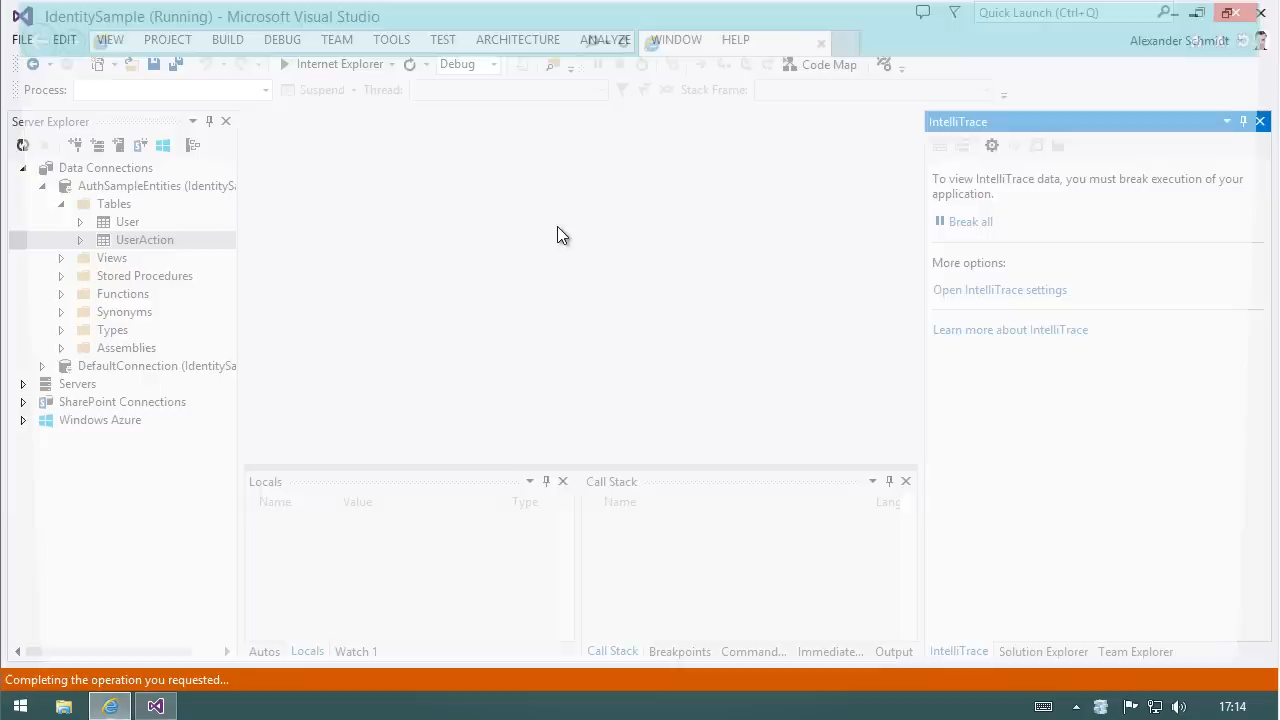 IdentitySample (Running) - Microsoft Visual Studio
Quick Launch (Ctrl+Q)
FILE EDIT VIEW PROJECT BUILD DEBUG TEAM TOOLS TEST ARCHITECTURE ANALYZE WINDOW HELP
Alexander Schmidt
Internet Explorer
Debug
Code Map
Process:
Suspend
Thread:
Stack Frame:
Server Explorer
Data Connections
AuthSampleEntities (IdentitySa
Tables
User
UserAction
Views
Stored Procedures
Functions
Synonyms
Types
Assemblies
DefaultConnection (IdentitySa
Servers
SharePoint Connections
Windows Azure
Locals
Name Value Type
Autos Locals Watch 1
Call Stack
Name Lang
Call Stack Breakpoints Command... Immediate... Output
IntelliTrace
To view IntelliTrace data, you must break execution of your
application.
Break all
More options:
Open IntelliTrace settings
Learn more about IntelliTrace
IntelliTrace Solution Explorer Team Explorer
Completing the operation you requested...
17:14